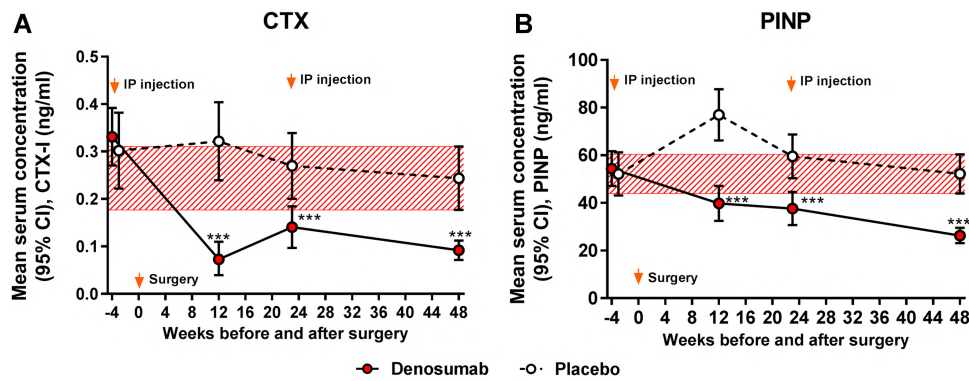 A
CTX
Mean serum concentration
(95% CI), CTX-I (ng/ml)
0.5
0.4
0.3
0.2
0.1
0.0
IP injection
IP injection
***
***
***
Surgery
-4 0 4 8 12 16 20 24 28 32 36 40 44 48
Weeks before and after surgery
B
PINP
Mean serum concentration
(95% CI), PINP (ng/ml)
100
80
60
40
20
0
IP injection
IP injection
***
***
***
Surgery
-4 0 4 8 12 16 20 24 28 32 36 40 44 48
Weeks before and after surgery
Denosumab
Placebo